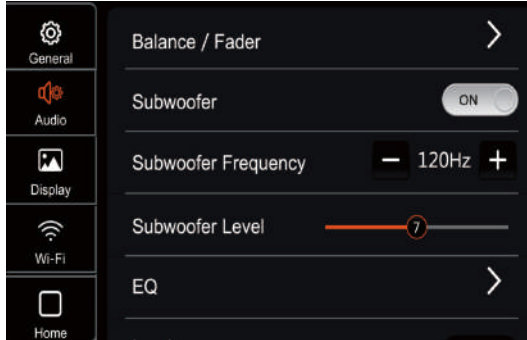 General
Audio
Display
Wi-Fi
Home
Balance / Fader
Subwoofer
ON
Subwoofer Frequency
120Hz
Subwoofer Level
7
EQ